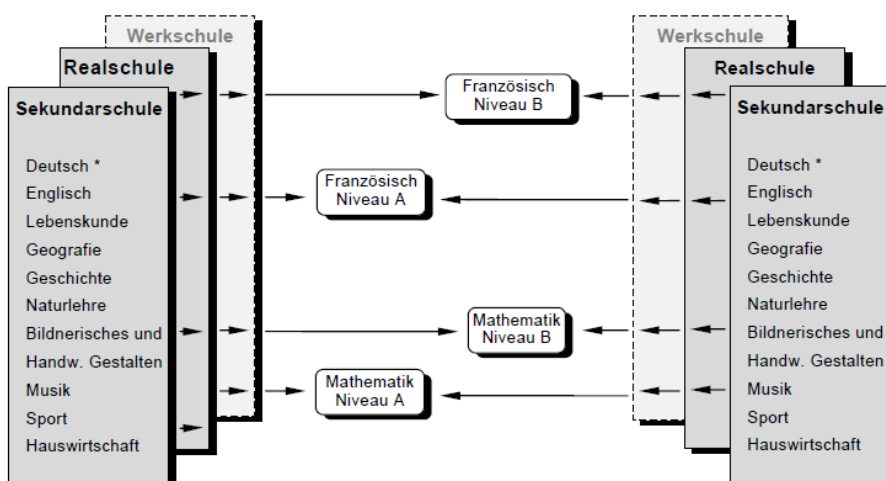 Werkschule
Realschule
Sekundarschule
Deutsch *
Englisch
Lebenskunde
Geografie
Geschichte
Naturlehre
Bildnerisches und
Handw. Gestalten
Musik
Sport
Hauswirtschaft
Französisch
Niveau B
Französisch
Niveau A
Mathematik
Niveau B
Mathematik
Niveau A
Werkschule
Realschule
Sekundarschule
Deutsch *
Englisch
Lebenskunde
Geografie
Geschichte
Naturlehre
Bildnerisches und
Handw. Gestalten
Musik
Sport
Hauswirtschaft